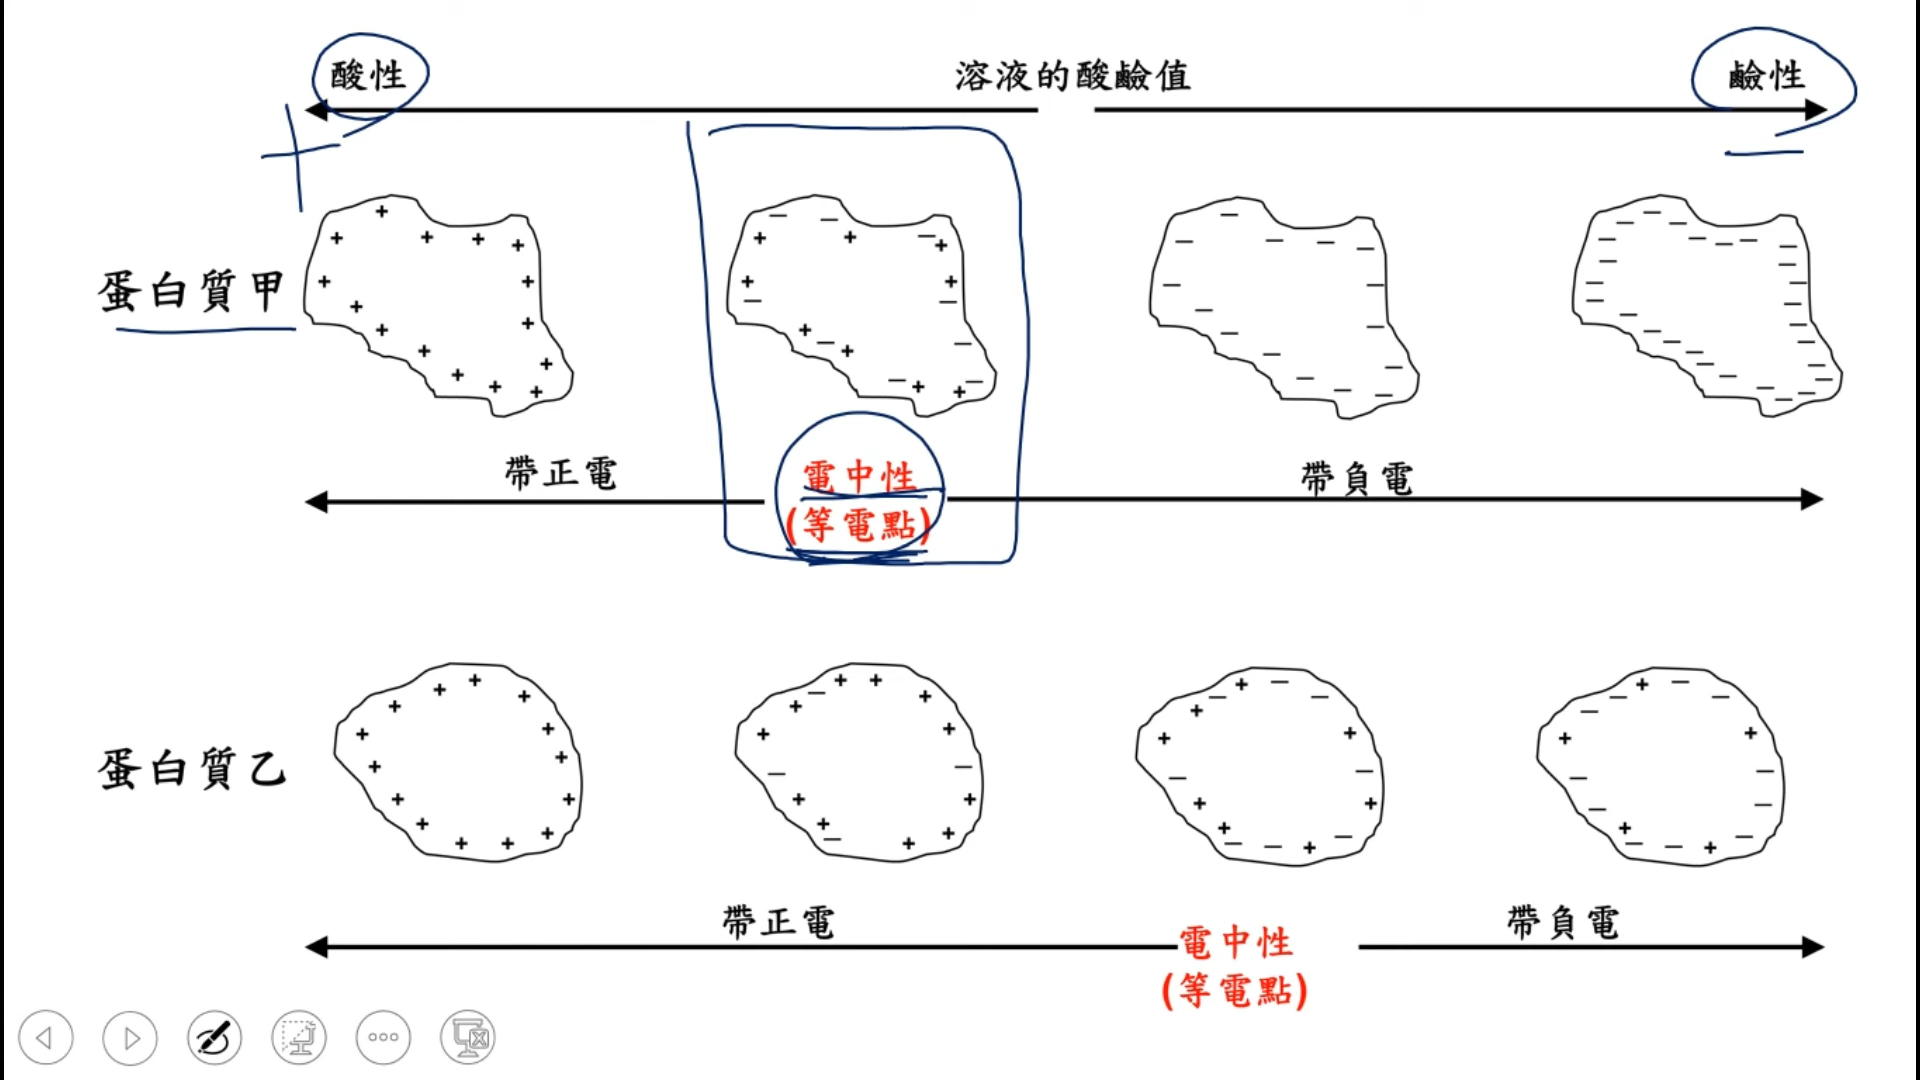 酸性
溶液的酸鹼值
鹼性
蛋白質甲
帶正電
電中性
(等電點)
帶負電
蛋白質乙
帶正電
電中性
(等電點)
帶負電